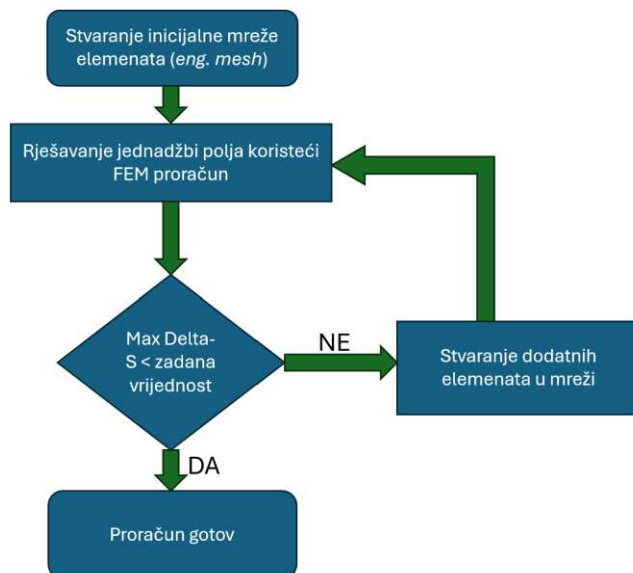 Stvaranje inicijalne mreže
elemenata (eng. mesh)
Rješavanje jednadžbi polja koristeći
FEM proračun
Max Delta-
S < zadana
vrijednost
NE
Stvaranje dodatnih
elemenata u mreži
DA
Proračun gotov